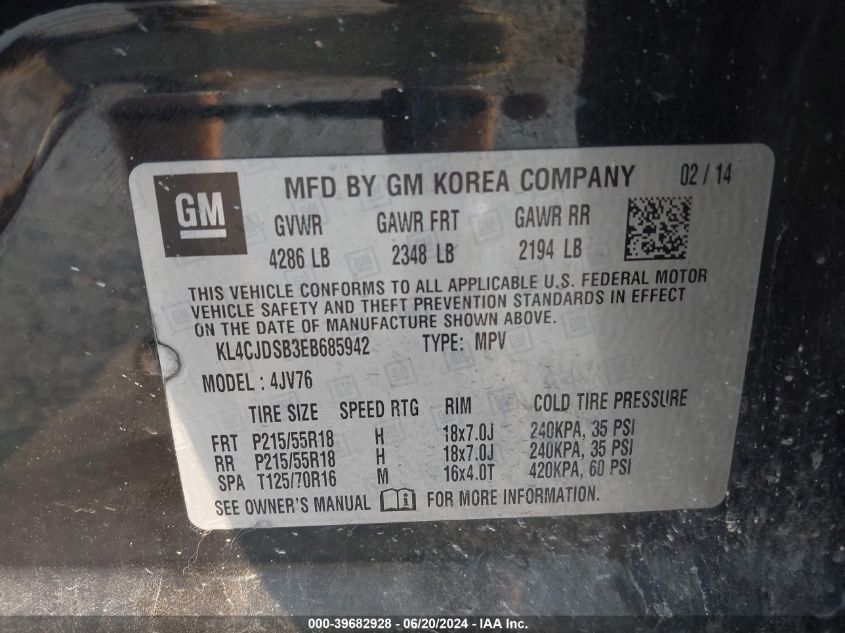 GM
MFD BY GM KOREA COMPANY 02 / 14
GVWR GAWR FRT GAWR RR
4286 LB 2348 LB 2194 LB
THIS VEHICLE CONFORMS TO ALL APPLICABLE U.S. FEDERAL MOTOR
VEHICLE SAFETY AND THEFT PREVENTION STANDARDS IN EFFECT
ON THE DATE OF MANUFACTURE SHOWN ABOVE.
KL4CJDSB3EB685942 TYPE: MPV
MODEL : 4JV76
TIRE SIZE SPEED RTG RIM COLD TIRE PRESSURE
FRT P215/55R18 H 18x7.0J 240KPA, 35 PSI
RR P215/55R18 H 18x7.0J 240KPA, 35 PSI
SPA T125/70R16 M 16x4.0T 420KPA, 60 PSI
SEE OWNER'S MANUAL FOR MORE INFORMATION.
000-39682928 - 06/20/2024 - IAA Inc.